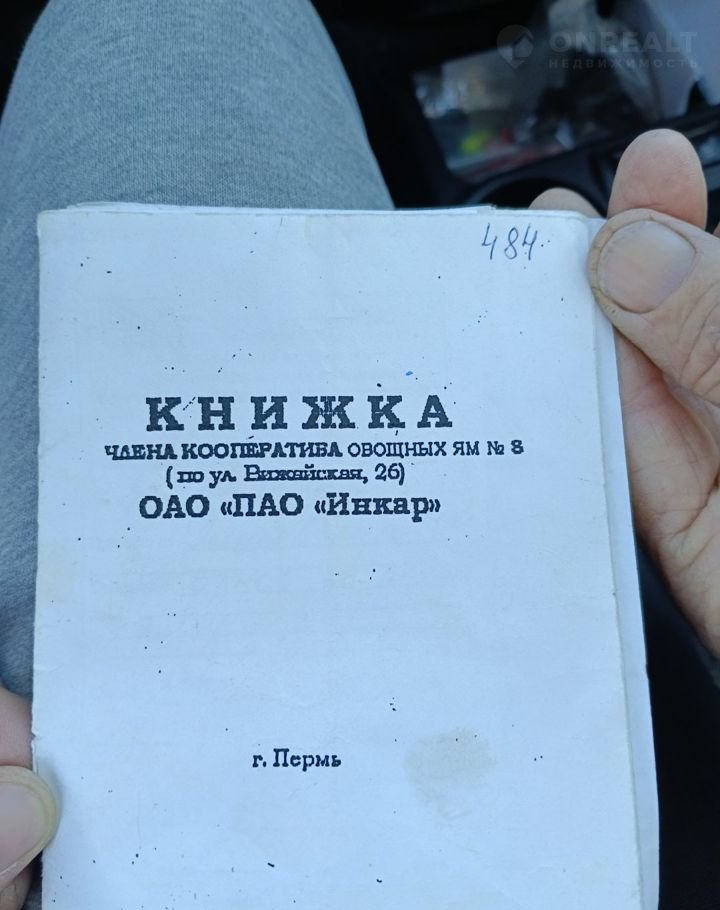 ONREALT
НЕДВИЖИМОСТЬ
484
КНИЖКА
ЧЛЕНА КООПЕРАТИВА ОВОЩНЫХ ЯМ № 8
(по ул. Вижайская, 26)
ОАО «ПАО «Инкар»
г. Пермь